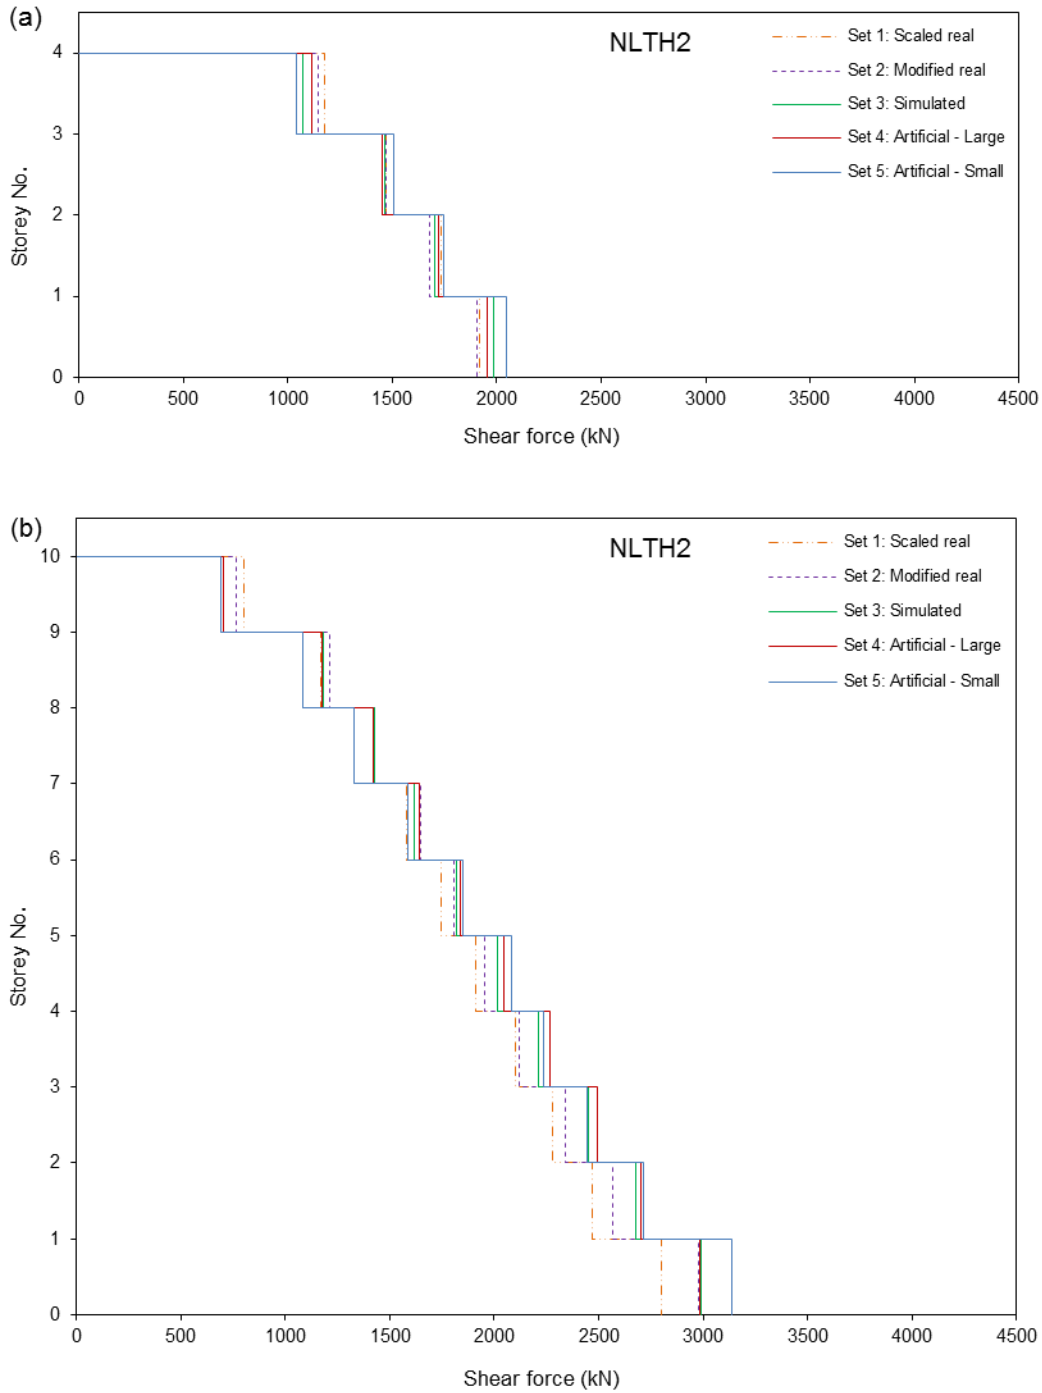 (a)
NLTH2
Set 1: Scaled real
Set 2: Modified real
Set 3: Simulated
Set 4: Artificial - Large
Set 5: Artificial - Small
Storey No.
4
3
2
1
0
0 500 1000 1500 2000 2500 3000 3500 4000 4500
Shear force (kN)
(b)
NLTH2
Set 1: Scaled real
Set 2: Modified real
Set 3: Simulated
Set 4: Artificial - Large
Set 5: Artificial - Small
Storey No.
10
9
8
7
6
5
4
3
2
1
0
0 500 1000 1500 2000 2500 3000 3500 4000 4500
Shear force (kN)